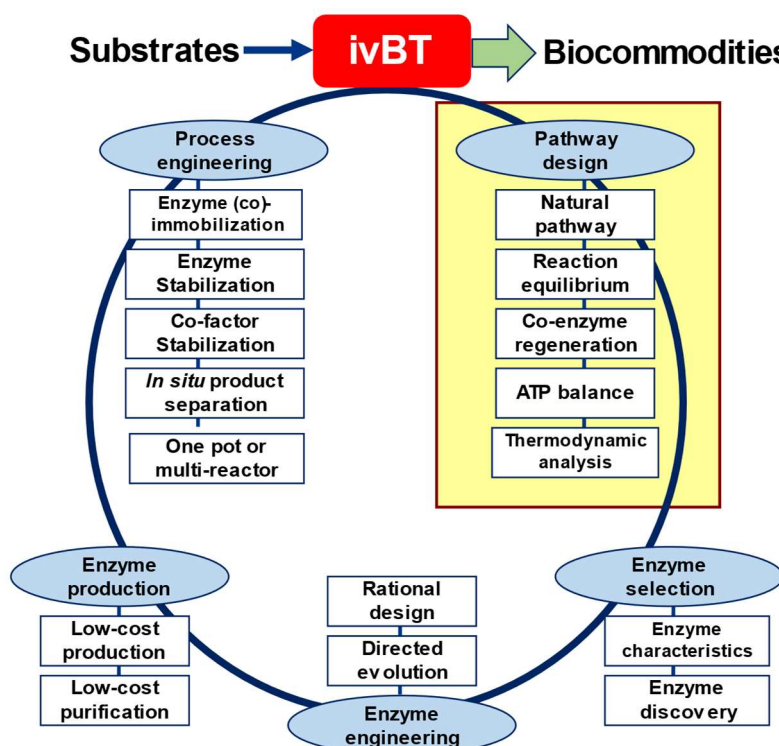 Substrates
ivBT
Biocommodities
Process
engineering
Enzyme (co)-
immobilization
Enzyme
Stabilization
Co-factor
Stabilization
In situ product
separation
One pot or
multi-reactor
Pathway
design
Natural
pathway
Reaction
equilibrium
Co-enzyme
regeneration
ATP balance
Thermodynamic
analysis
Enzyme
production
Low-cost
production
Low-cost
purification
Rational
design
Directed
evolution
Enzyme
engineering
Enzyme
selection
Enzyme
characteristics
Enzyme
discovery